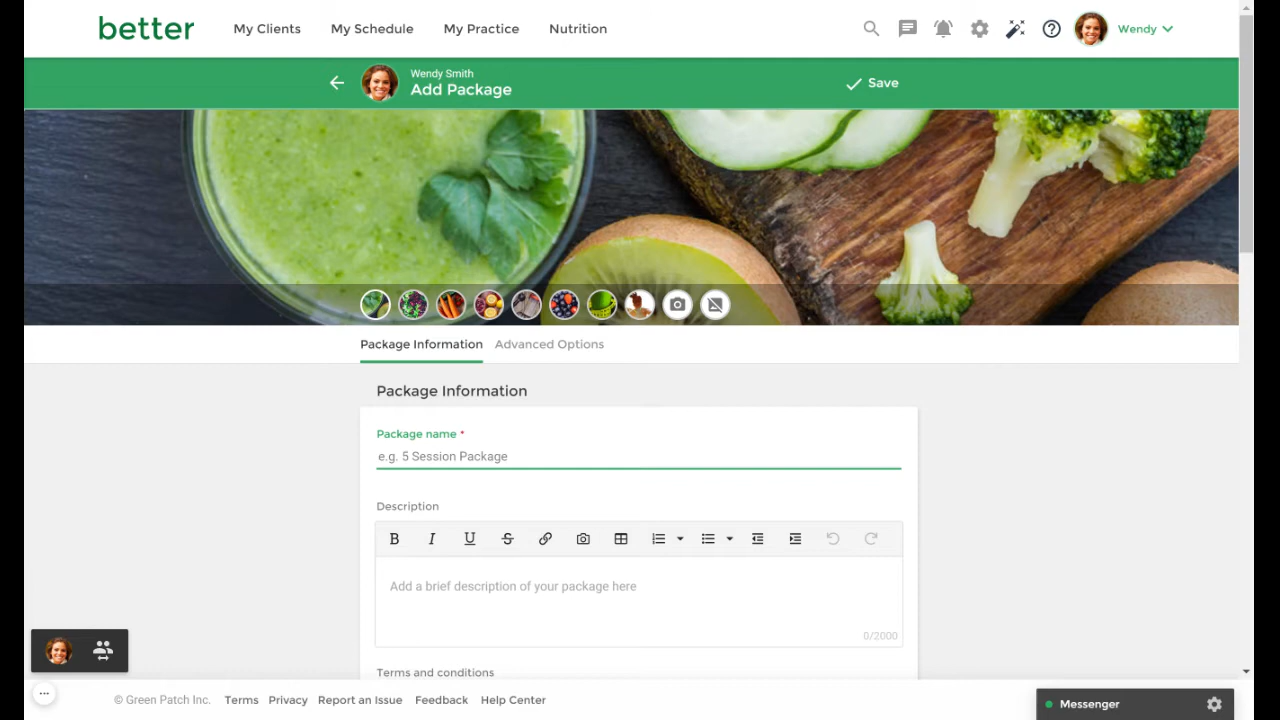 better
My Clients My Schedule My Practice Nutrition
Wendy
Wendy Smith
Add Package
Save
Package Information Advanced Options
Package Information
Package name *
e.g. 5 Session Package
Description
B I U S
Add a brief description of your package here
0/2000
Terms and conditions
© Green Patch Inc. Terms Privacy Report an Issue Feedback Help Center
Messenger